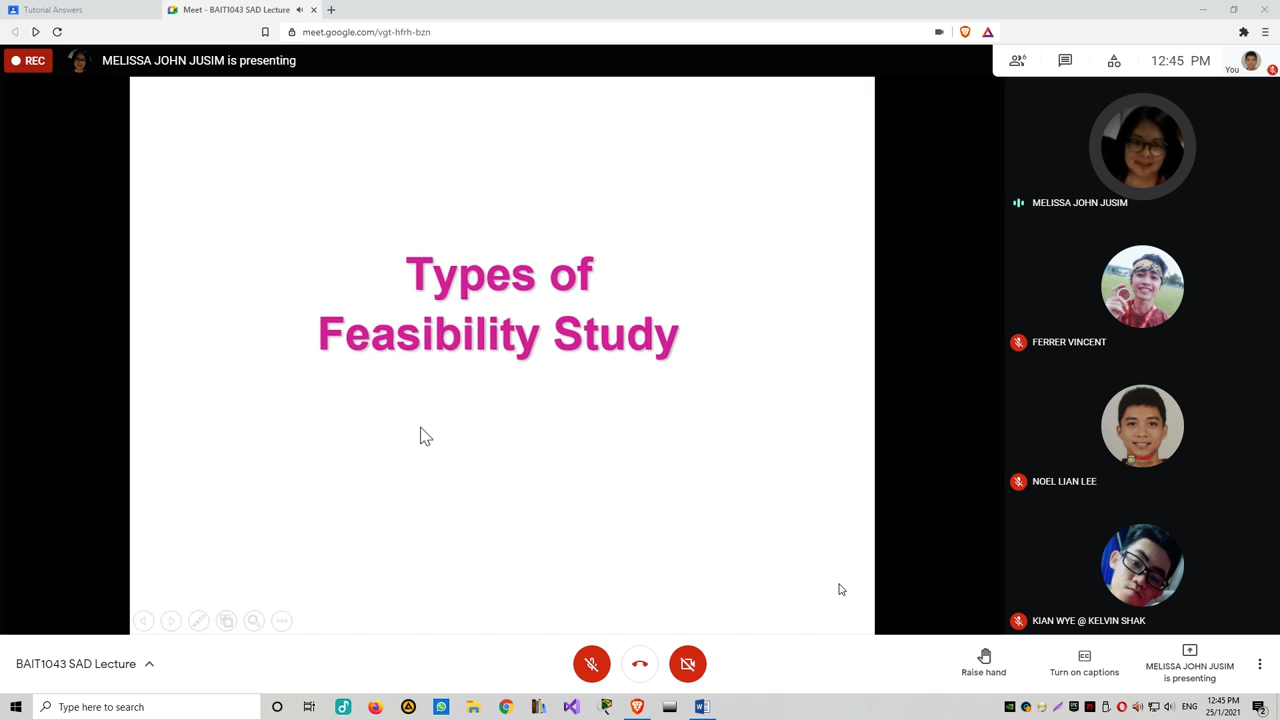 Tutorial Answers
Meet - BAIT1043 SAD Lecture
meet.google.com/vgt-hfrh-bzn
REC
MELISSA JOHN JUSIM is presenting
6
12:45 PM
You
MELISSA JOHN JUSIM
FERRER VINCENT
NOEL LIAN LEE
KIAN WYE @ KELVIN SHAK
Types of
Feasibility Study
BAIT1043 SAD Lecture
Raise hand
CC
Turn on captions
MELISSA JOHN JUSIM
is presenting
Type here to search
ENG
12:45 PM
25/1/2021